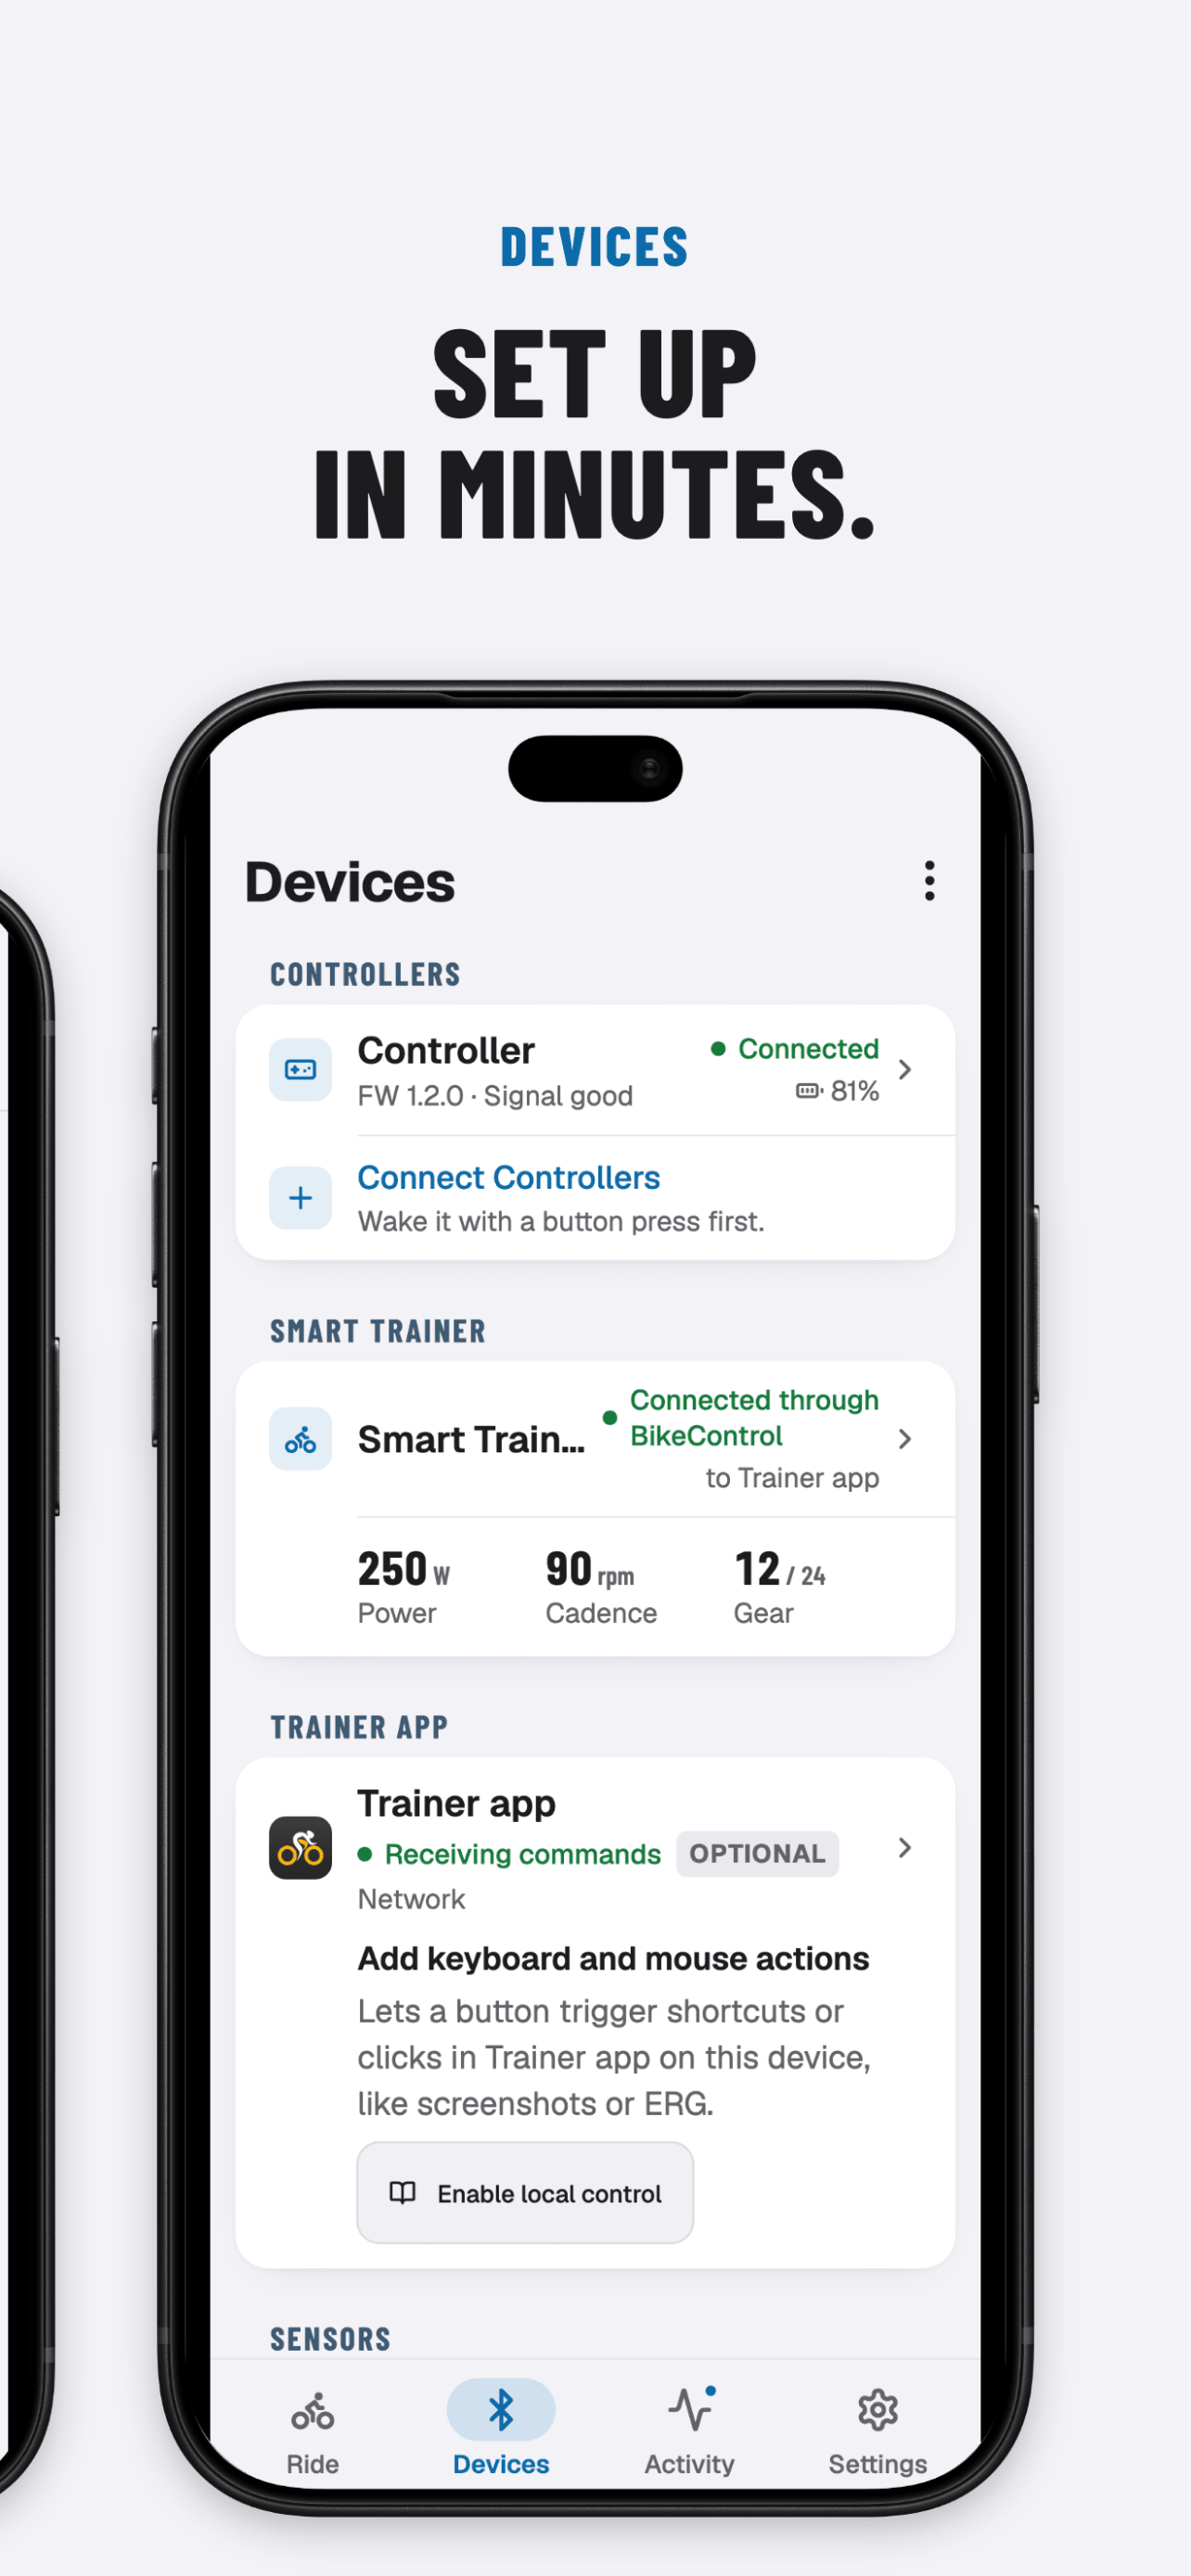 DEVICES
SET UP
IN MINUTES.
Devices
CONTROLLERS
Controller
Connected
FW 1.2.0 · Signal good
81%
Connect Controllers
Wake it with a button press first.
SMART TRAINER
Smart Train...
Connected through
BikeControl
to Trainer app
250 W
90 rpm
12 / 24
Power
Cadence
Gear
TRAINER APP
Trainer app
Receiving commands
OPTIONAL
Network
Add keyboard and mouse actions
Lets a button trigger shortcuts or
clicks in Trainer app on this device,
like screenshots or ERG.
Enable local control
SENSORS
Ride
Devices
Activity
Settings